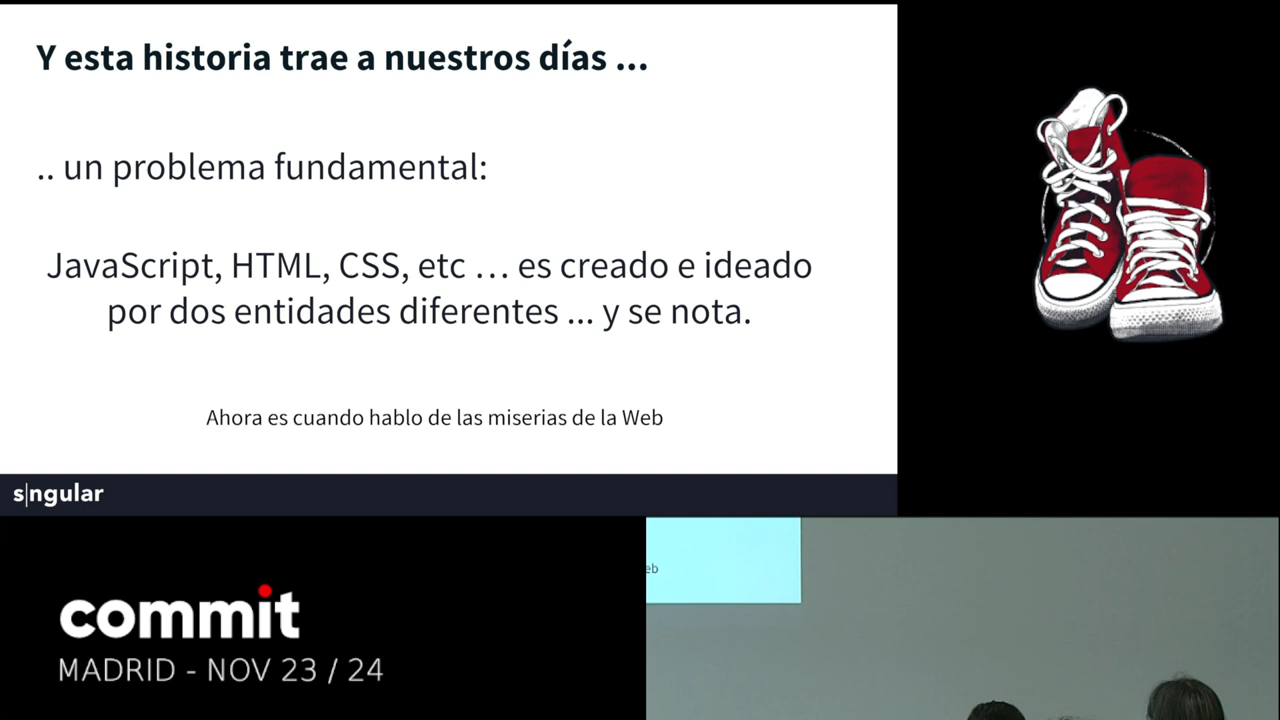 Y esta historia trae a nuestros días ...
.. un problema fundamental:
JavaScript, HTML, CSS, etc … es creado e ideado
por dos entidades diferentes ... y se nota.
Ahora es cuando hablo de las miserias de la Web
s|ngular
commit
MADRID - NOV 23 / 24
eb